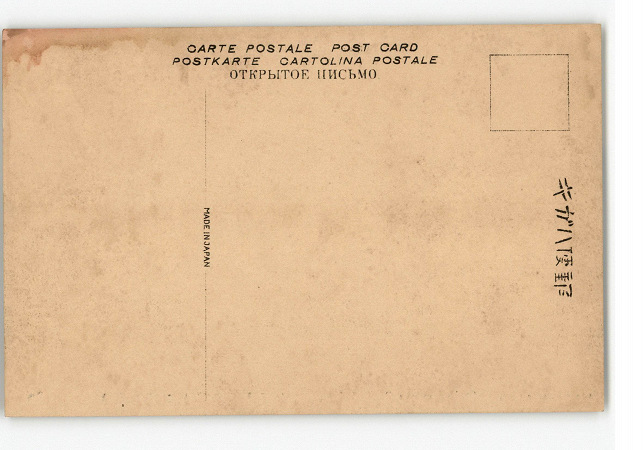 CARTE POSTALE POST CARD
POSTKARTE CARTOLINA POSTALE
ОТКРЫТОЕ ПИСЬМО
MADE IN JAPAN
キガハ便郵